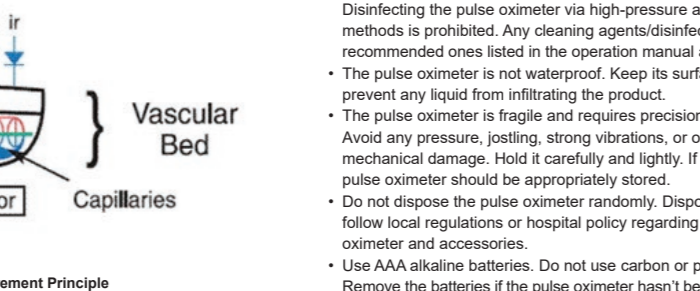 ir
Vascular
Bed
Capillaries
or
ement Principle
Disinfecting the pulse oximeter via high-pressure a
methods is prohibited. Any cleaning agents/disinfec
recommended ones listed in the operation manual a
• The pulse oximeter is not waterproof. Keep its surfa
prevent any liquid from infiltrating the product.
• The pulse oximeter is fragile and requires precision
Avoid any pressure, jostling, strong vibrations, or o
mechanical damage. Hold it carefully and lightly. If
pulse oximeter should be appropriately stored.
• Do not dispose the pulse oximeter randomly. Dispo
follow local regulations or hospital policy regarding
oximeter and accessories.
• Use AAA alkaline batteries. Do not use carbon or p
Remove the batteries if the pulse oximeter hasn't be